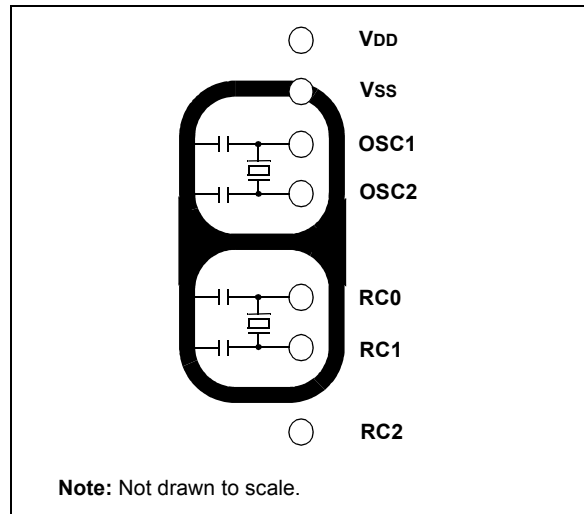 VDD
VSS
OSC1
OSC2
RC0
RC1
RC2
Note: Not drawn to scale.